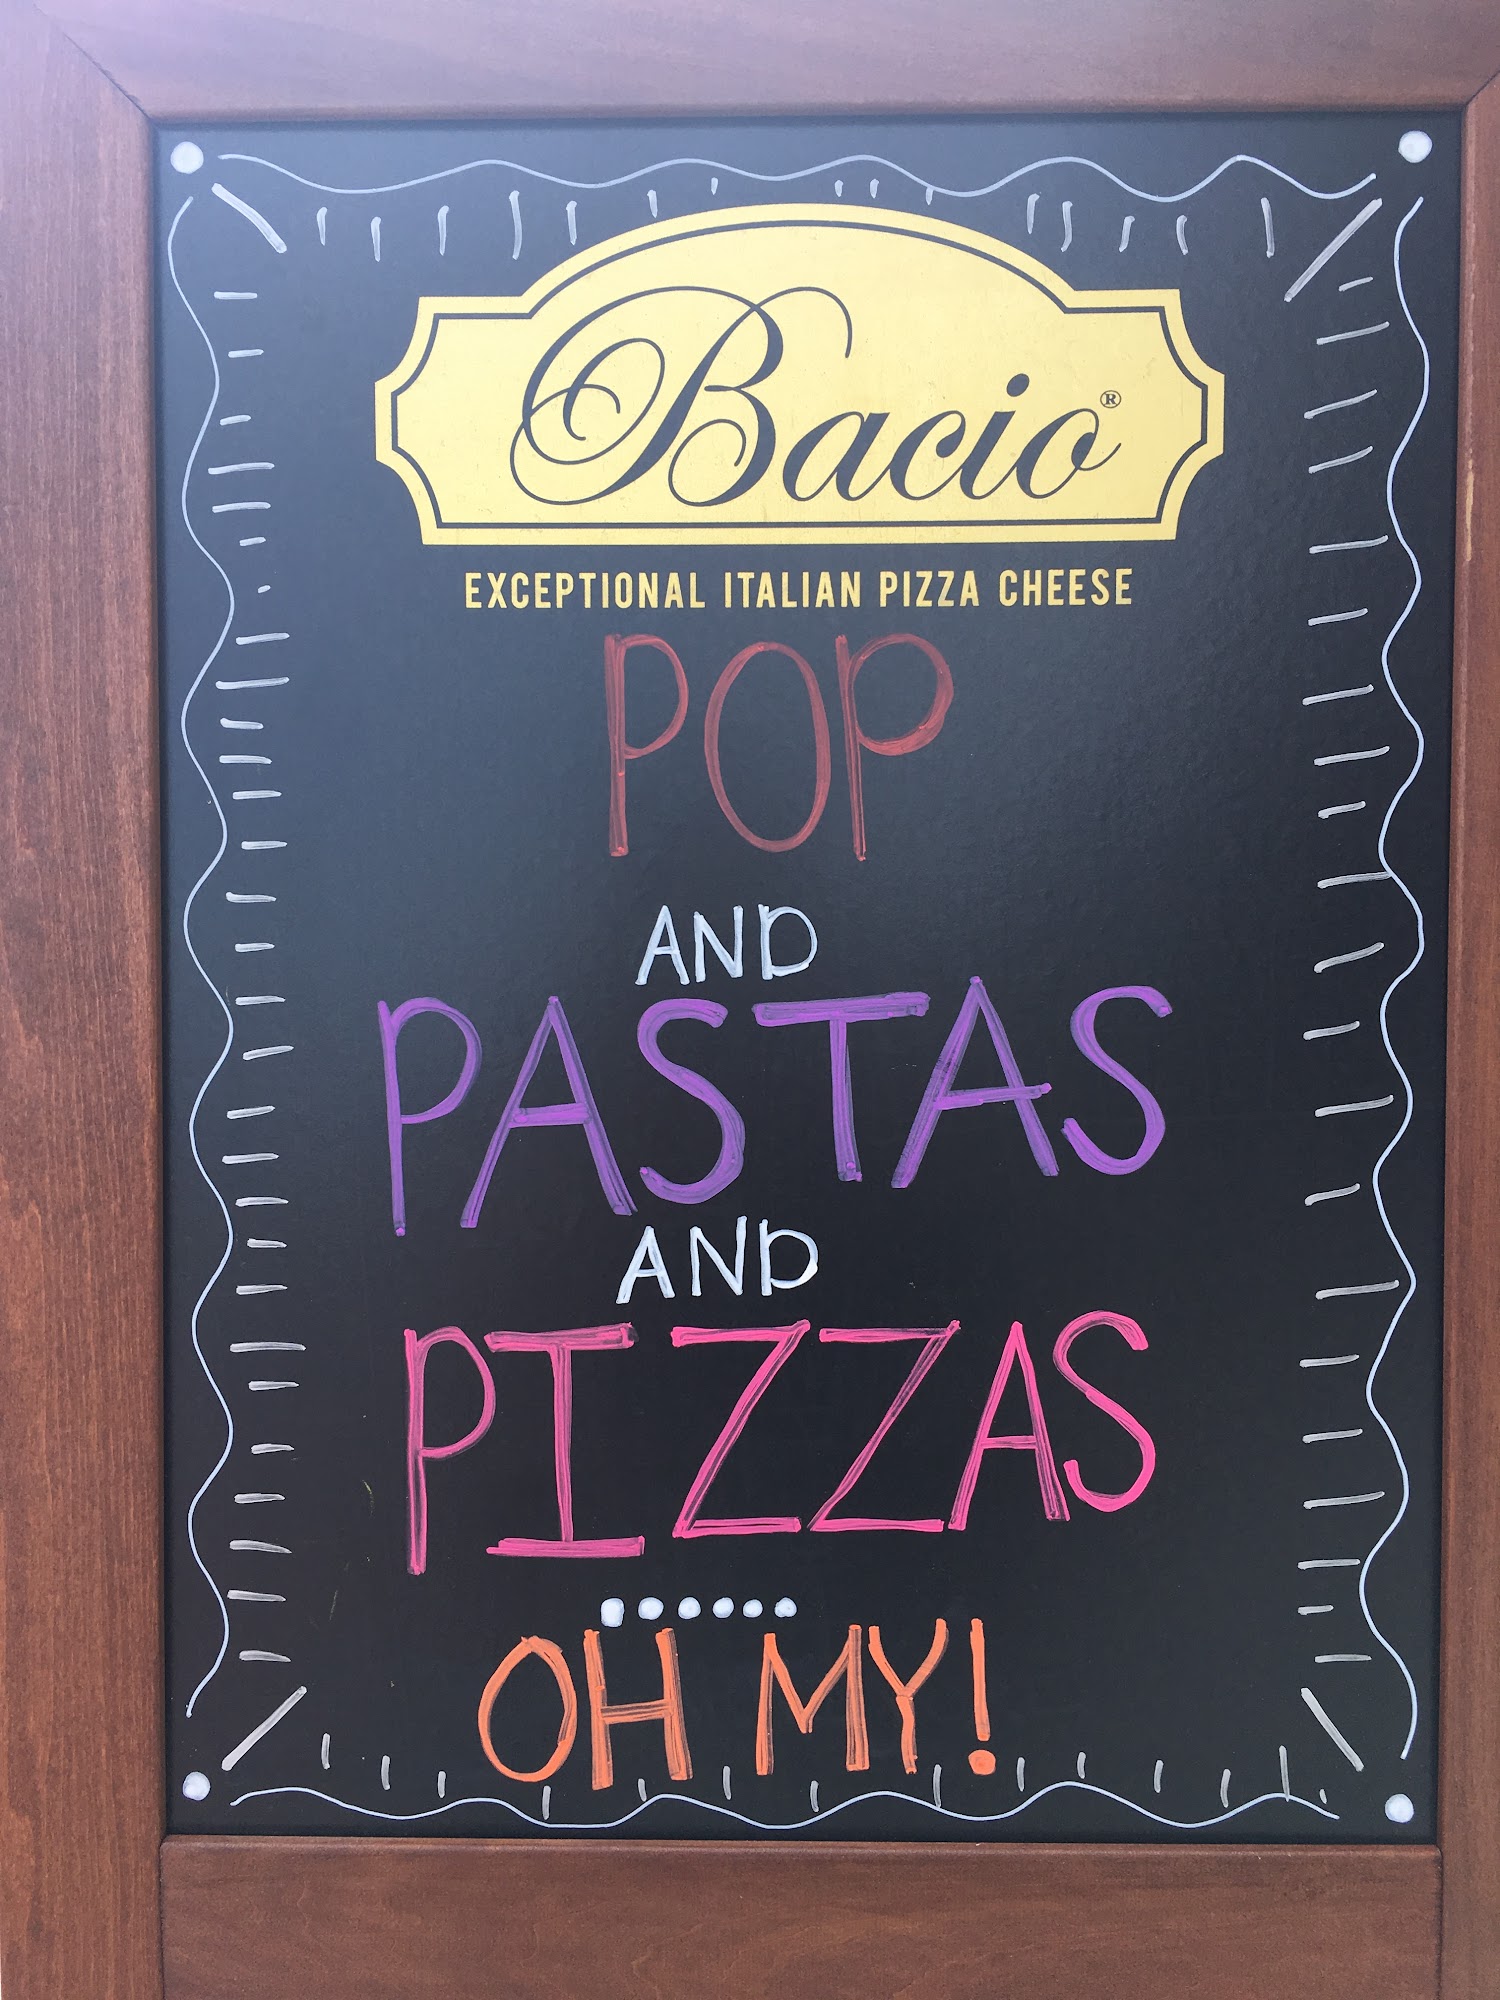 Bacio®
EXCEPTIONAL ITALIAN PIZZA CHEESE
POP
AND
PASTAS
AND
PIZZAS
......
OH MY!